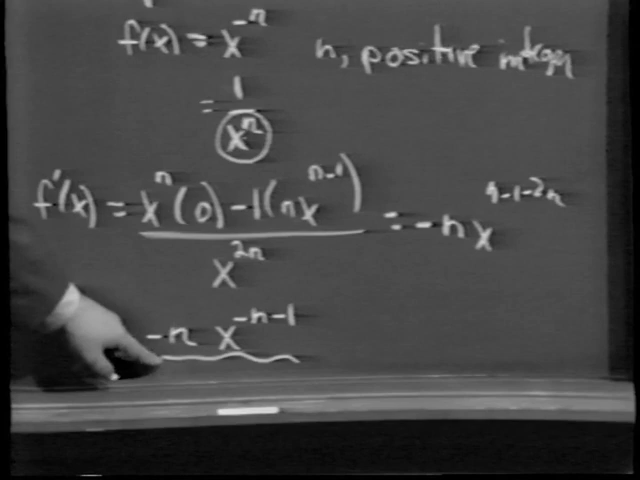 f(x) = x^{-n} n, positive integer
= 1/x^n
f'(x) = (x^n(0) - 1(nx^{n-1}))/x^{2n} = -nx^{n-1-2n}
-n x^{-n-1}